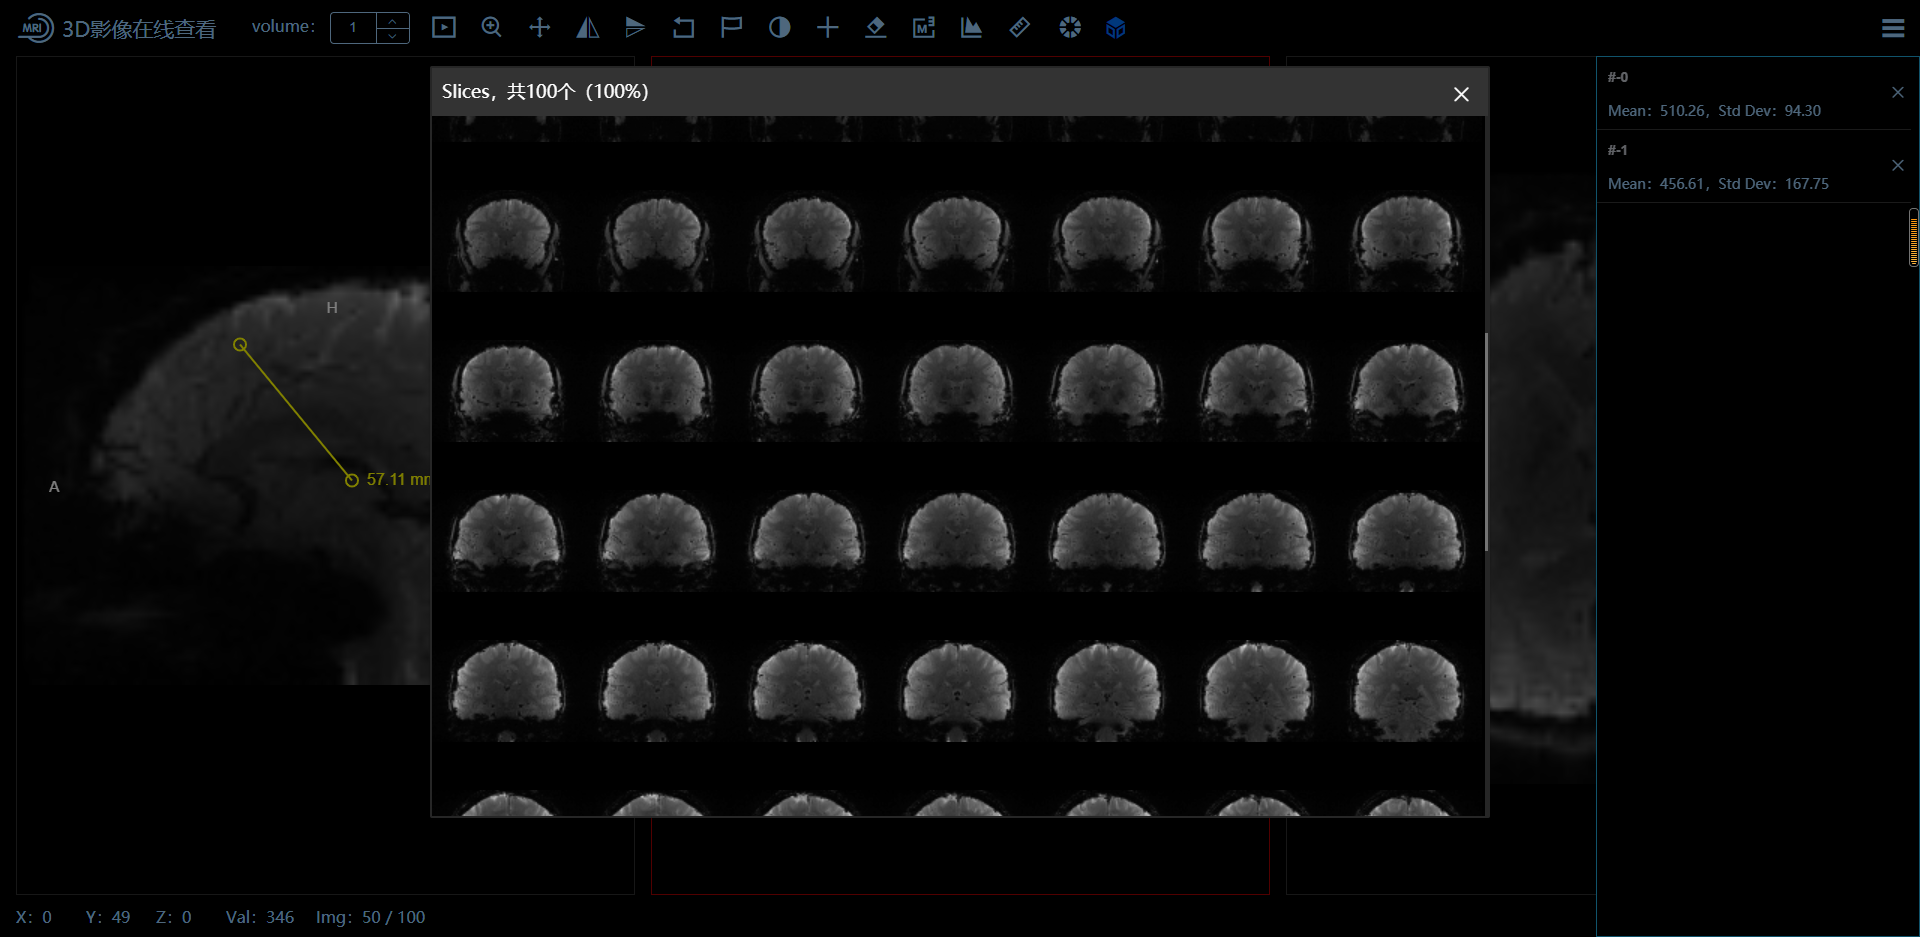 MRI 3D影像在线查看 volume: 1
Slices，共100个（100%）
#-0
Mean：510.26，Std Dev：94.30
#-1
Mean：456.61，Std Dev：167.75
H
A
57.11 mm
X：0 Y：49 Z：0 Val：346 Img：50 / 100